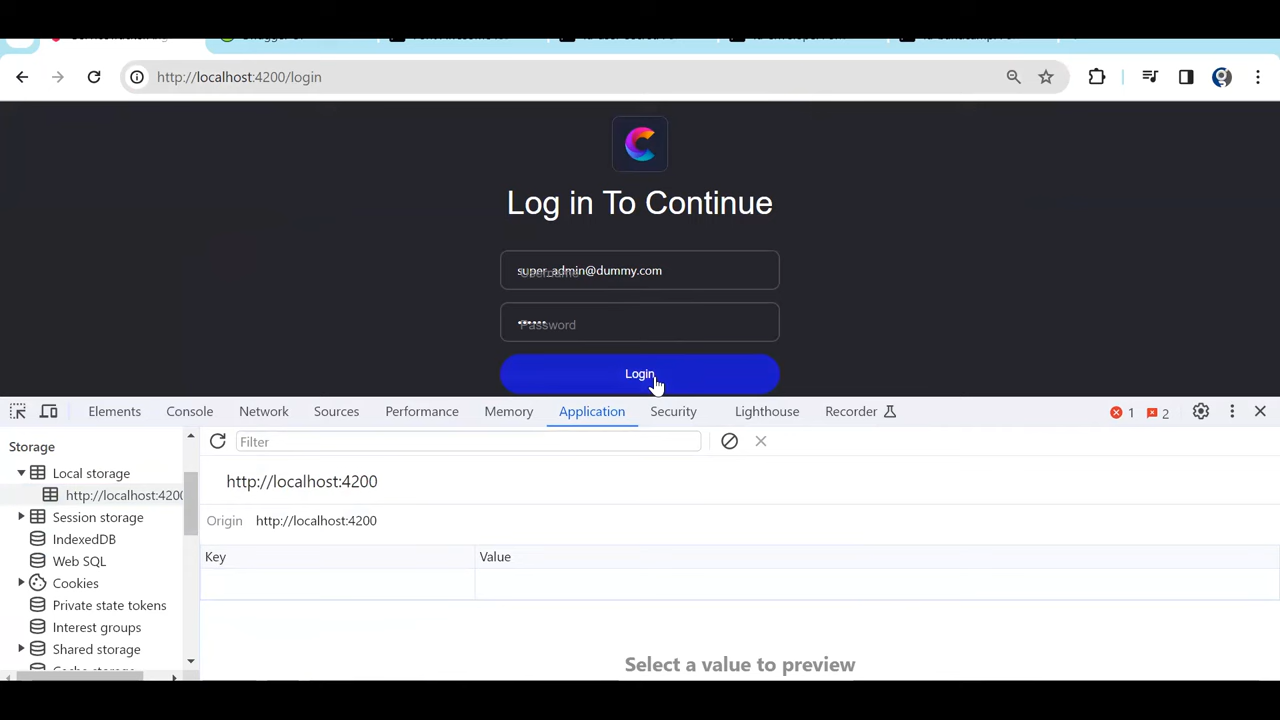 http://localhost:4200/login
Log in To Continue
super_admin@dummy.com
Username
Password
Login
Elements Console Network Sources Performance Memory Application Security Lighthouse Recorder 1 2
Storage
Filter
Local storage
http://localhost:4200
http://localhost:4200
Session storage
Origin http://localhost:4200
IndexedDB
Key Value
Web SQL
Cookies
Private state tokens
Interest groups
Shared storage
Select a value to preview